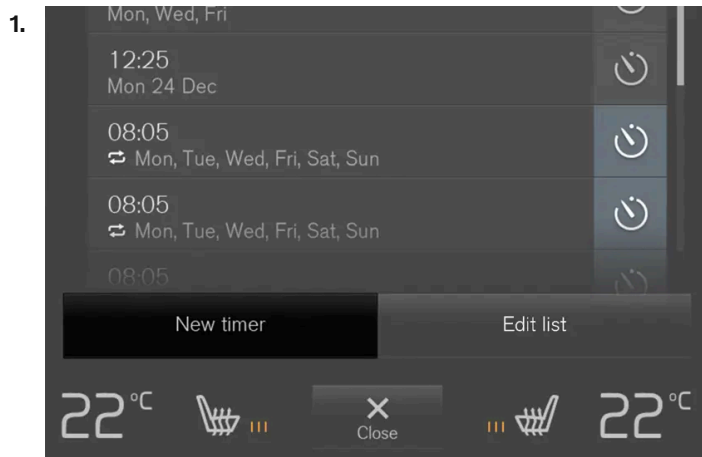 1.
Mon, Wed, Fri
12:25
Mon 24 Dec
08:05
Mon, Tue, Wed, Fri, Sat, Sun
08:05
Mon, Tue, Wed, Fri, Sat, Sun
08:05
New timer
Edit list
22°C
Close
22°C